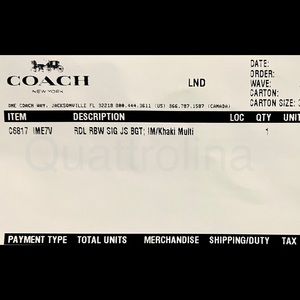 COACH
NEW YORK
LND
DATE:
ORDER:
WAVE:
CARTON:
CARTON SIZE:
ONE COACH WAY, JACKSONVILLE FL 32218 800.444.3611 (US) 866.787.1587 (CANADA)
ITEM DESCRIPTION LOC QTY UNIT
C6817 IME7V RDL RBW SIG JS BGT; IM/Khaki Multi 1
Quattrolina
PAYMENT TYPE TOTAL UNITS MERCHANDISE SHIPPING/DUTY TAX